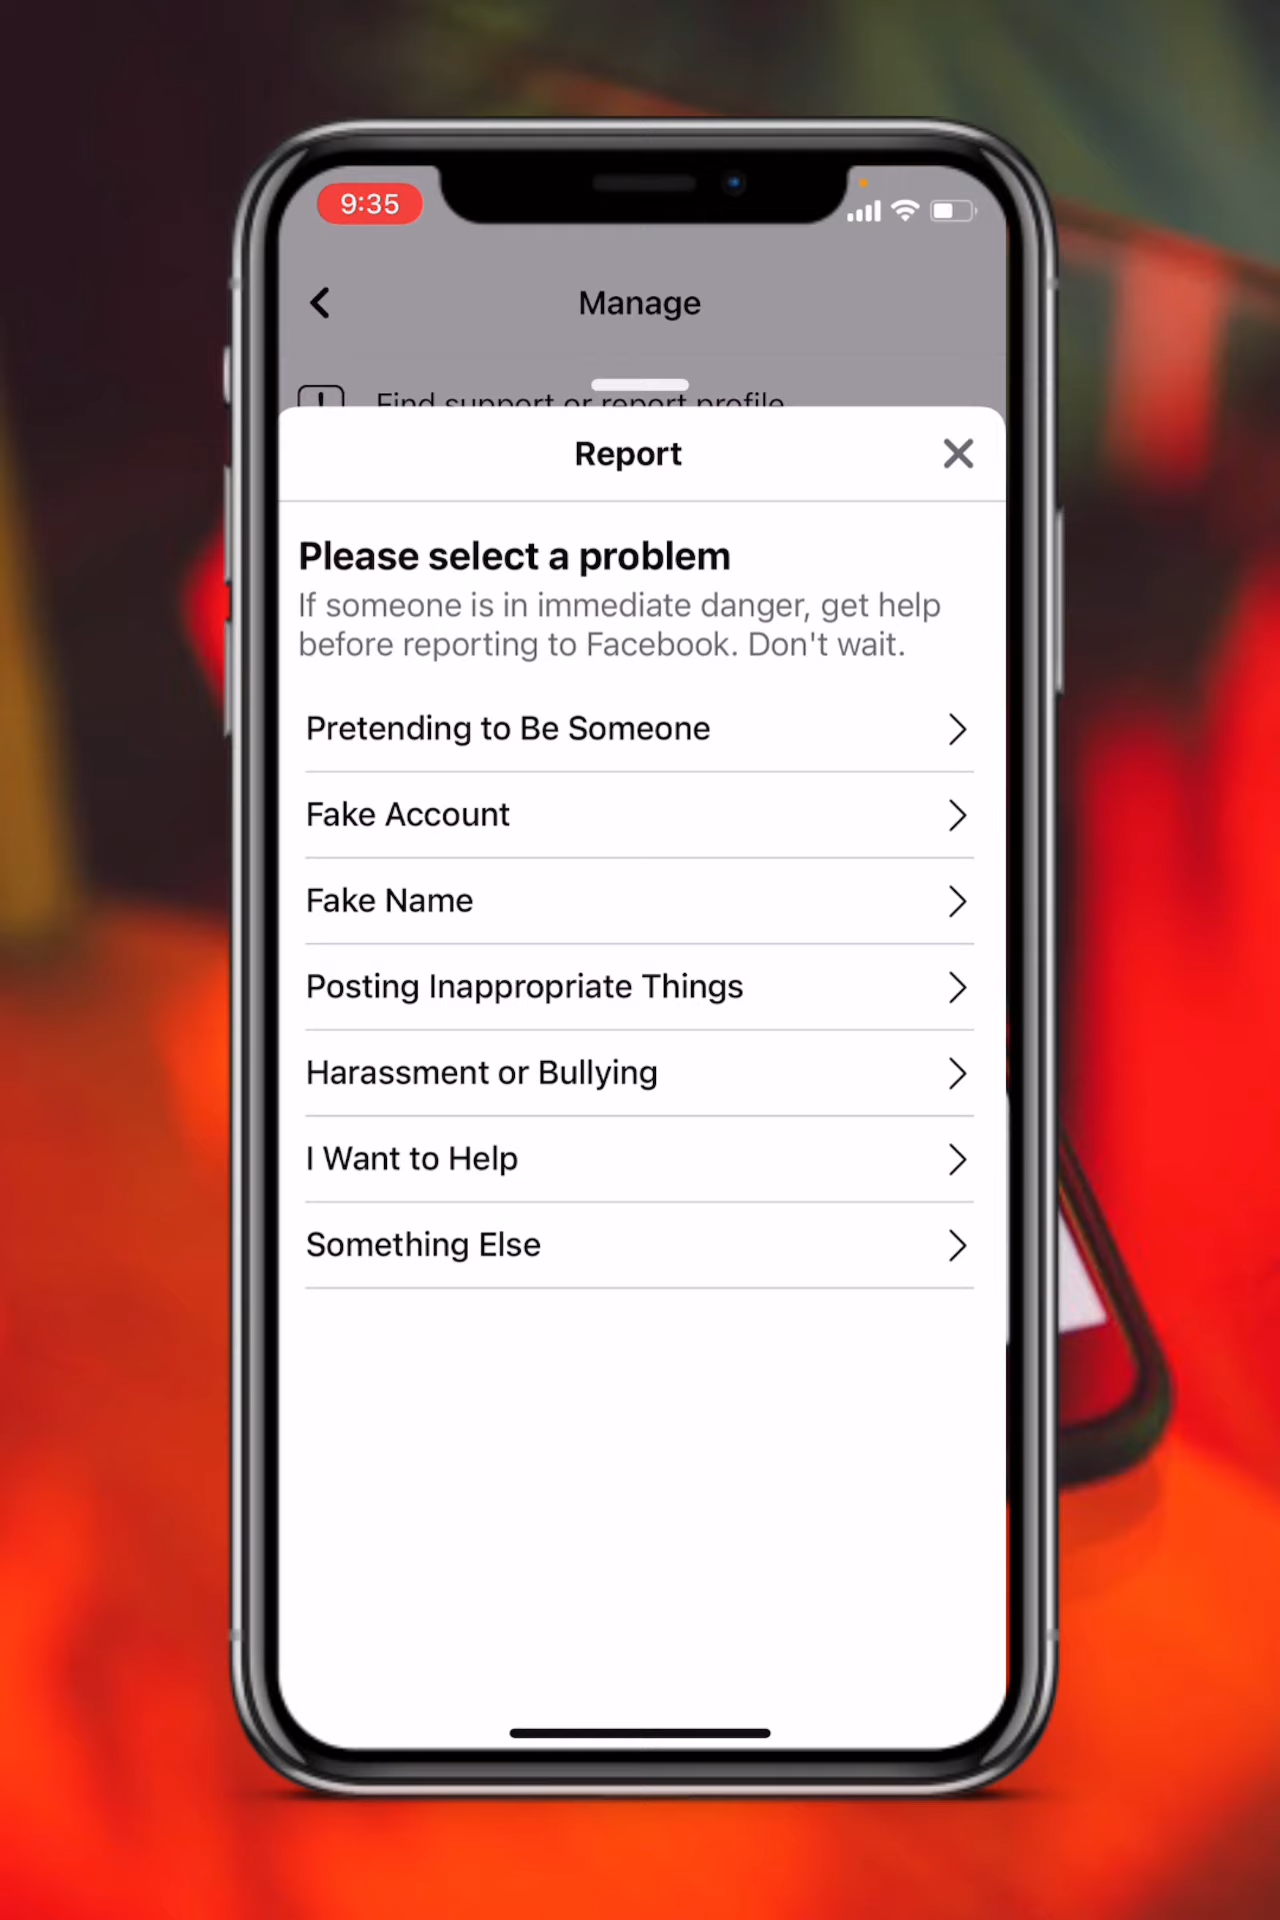 9:35
Manage
Find support or report profile
Report
Please select a problem
If someone is in immediate danger, get help
before reporting to Facebook. Don't wait.
Pretending to Be Someone
Fake Account
Fake Name
Posting Inappropriate Things
Harassment or Bullying
I Want to Help
Something Else